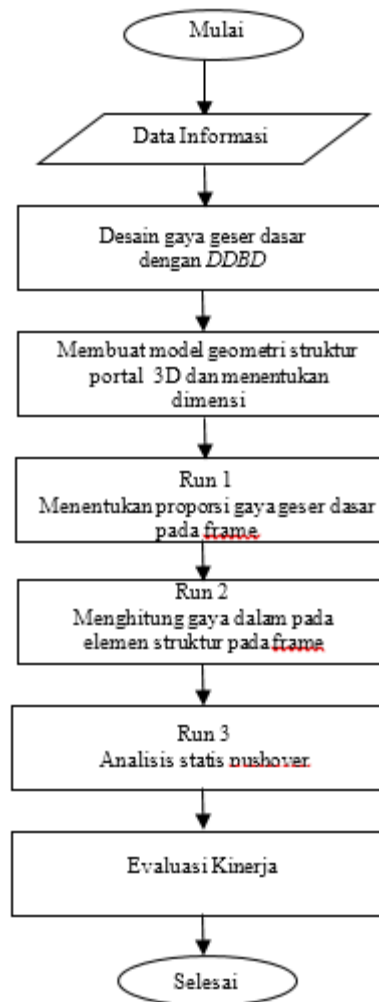 Mulai
Data Informasi
Desain gaya geser dasar
dengan DDBD
Membuat model geometri struktur
portal 3D dan menentukan
dimensi
Run 1
Menentukan proporsi gaya geser dasar
pada frame
Run 2
Menghitung gaya dalam pada
elemen struktur pada frame
Run 3
Analisis statis pushover
Evaluasi Kinerja
Selesai